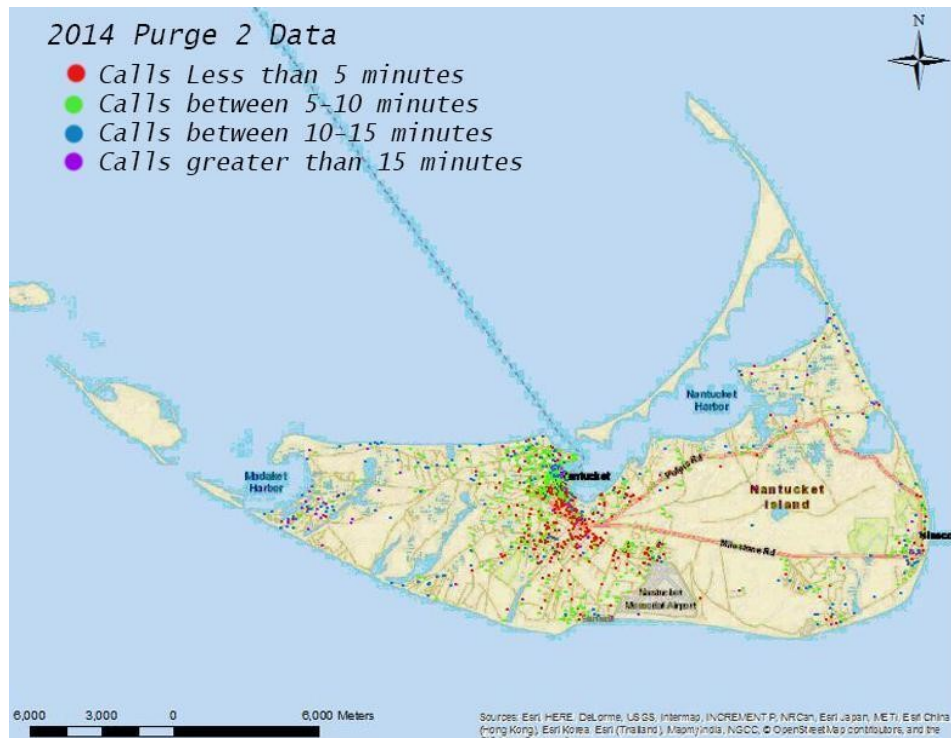 2014 Purge 2 Data
Calls Less than 5 minutes
Calls between 5-10 minutes
Calls between 10-15 minutes
Calls greater than 15 minutes
N
Nantucket
Harbor
Madaket
Harbor
Nantucket
Polpis Rd
Nantucket
Island
Milestone Rd
Nantucket
Memorial Airport
6,000 3,000 0 6,000 Meters
Sources: Esri, HERE, DeLorme, USGS, Intermap, INCREMENT P, NRCan, Esri Japan, METI, Esri China
(Hong Kong), Esri Korea, Esri (Thailand), MapmyIndia, NGCC, © OpenStreetMap contributors, and the